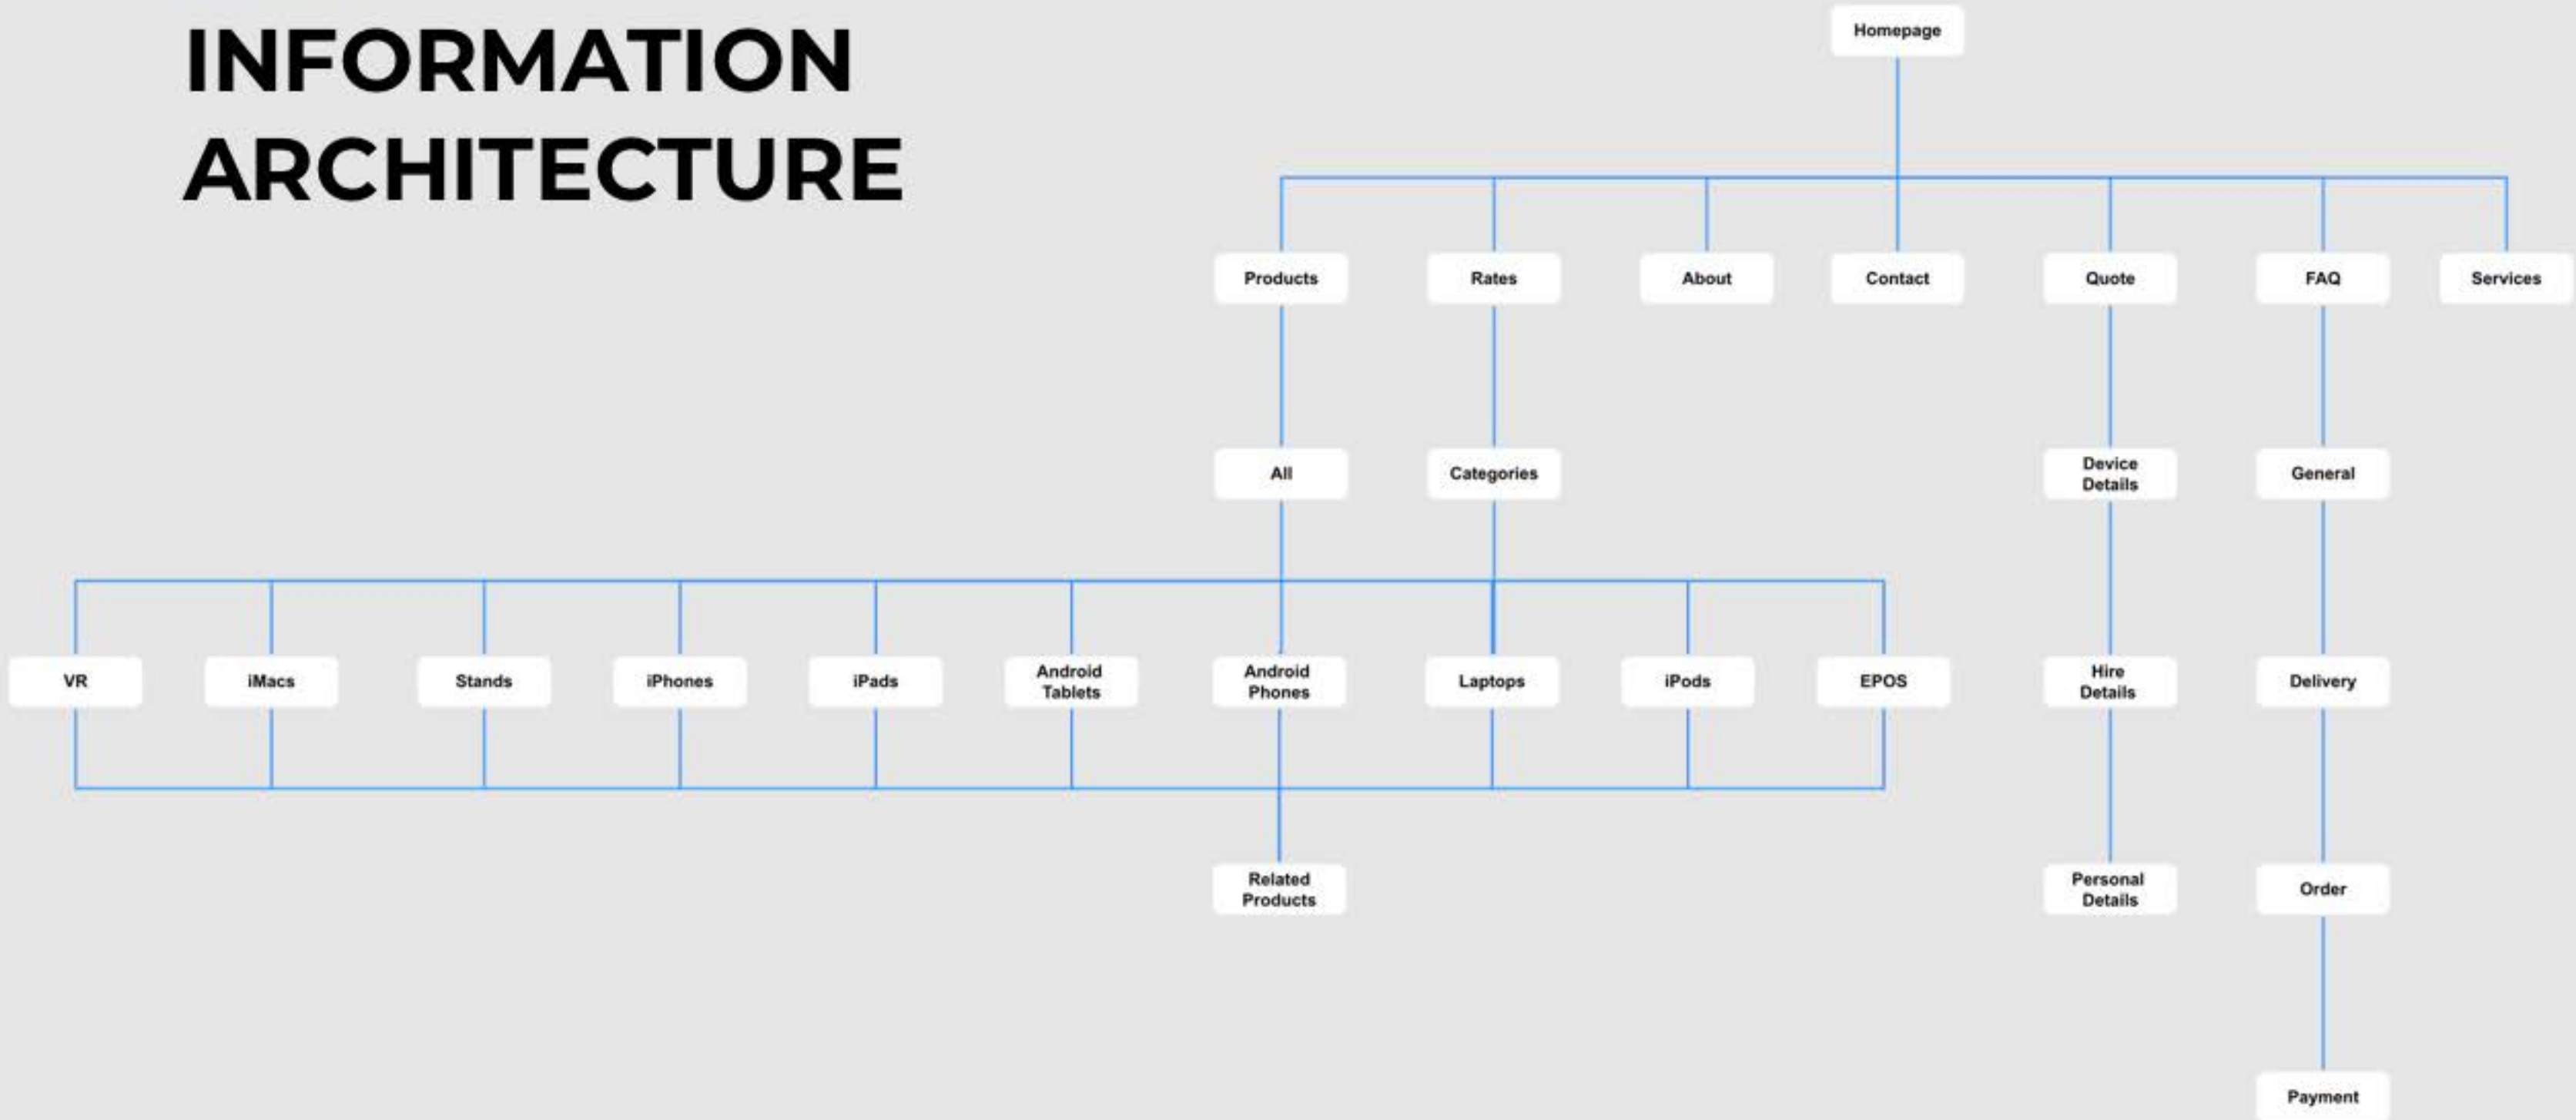 INFORMATION
ARCHITECTURE
Homepage
Products
Rates
About
Contact
Quote
FAQ
Services
All
Categories
Device
Details
General
VR
iMacs
Stands
iPhones
iPads
Android
Tablets
Android
Phones
Laptops
iPods
EPOS
Hire
Details
Delivery
Related
Products
Personal
Details
Order
Payment